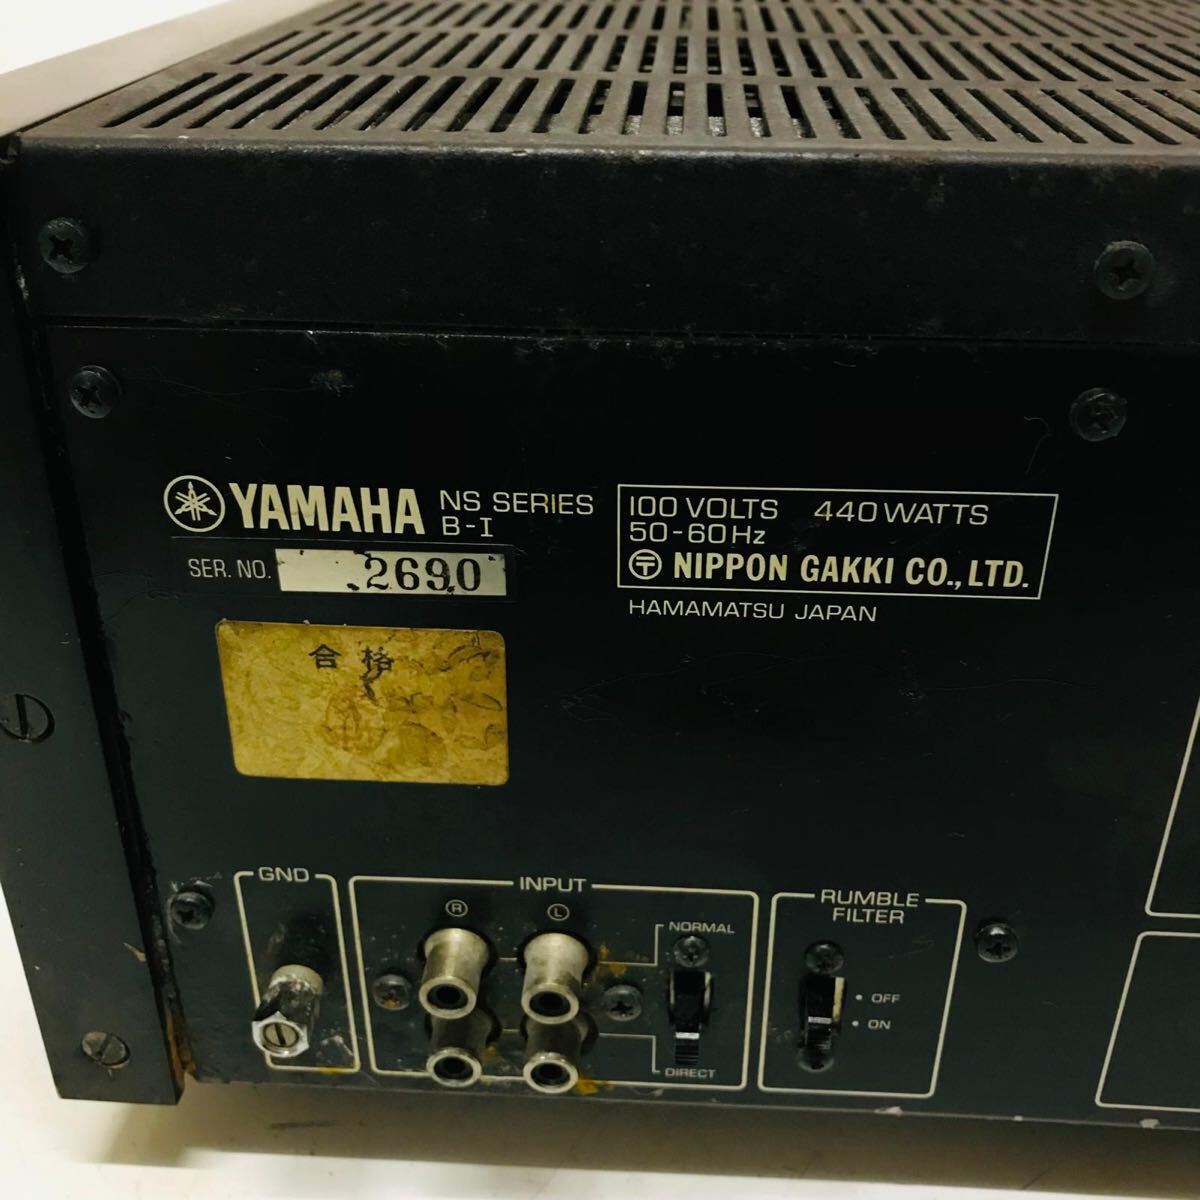 YAMAHA NS SERIES
B-I
SER. NO. 2690
100 VOLTS 440 WATTS
50-60Hz
〒 NIPPON GAKKI CO., LTD.
HAMAMATSU JAPAN
合格
GND
INPUT
R L
NORMAL
DIRECT
RUMBLE
FILTER
• OFF
• ON